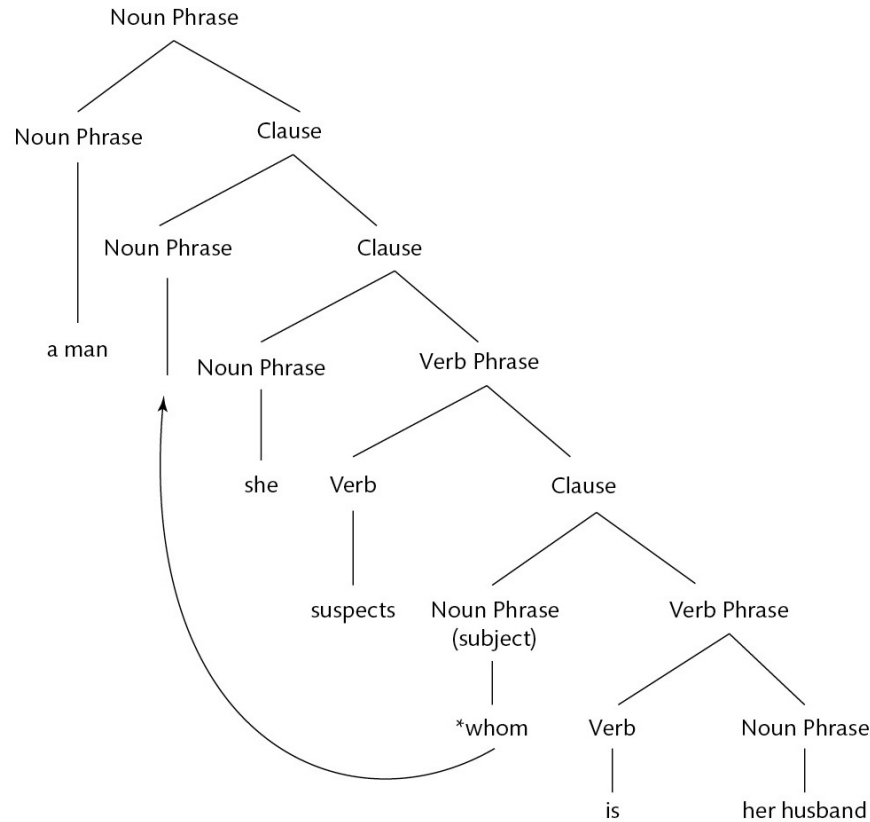 Noun Phrase
Noun Phrase
Clause
Noun Phrase
Clause
a man
Noun Phrase
Verb Phrase
she
Verb
Clause
suspects
Noun Phrase
(subject)
Verb Phrase
*whom
Verb
Noun Phrase
is
her husband